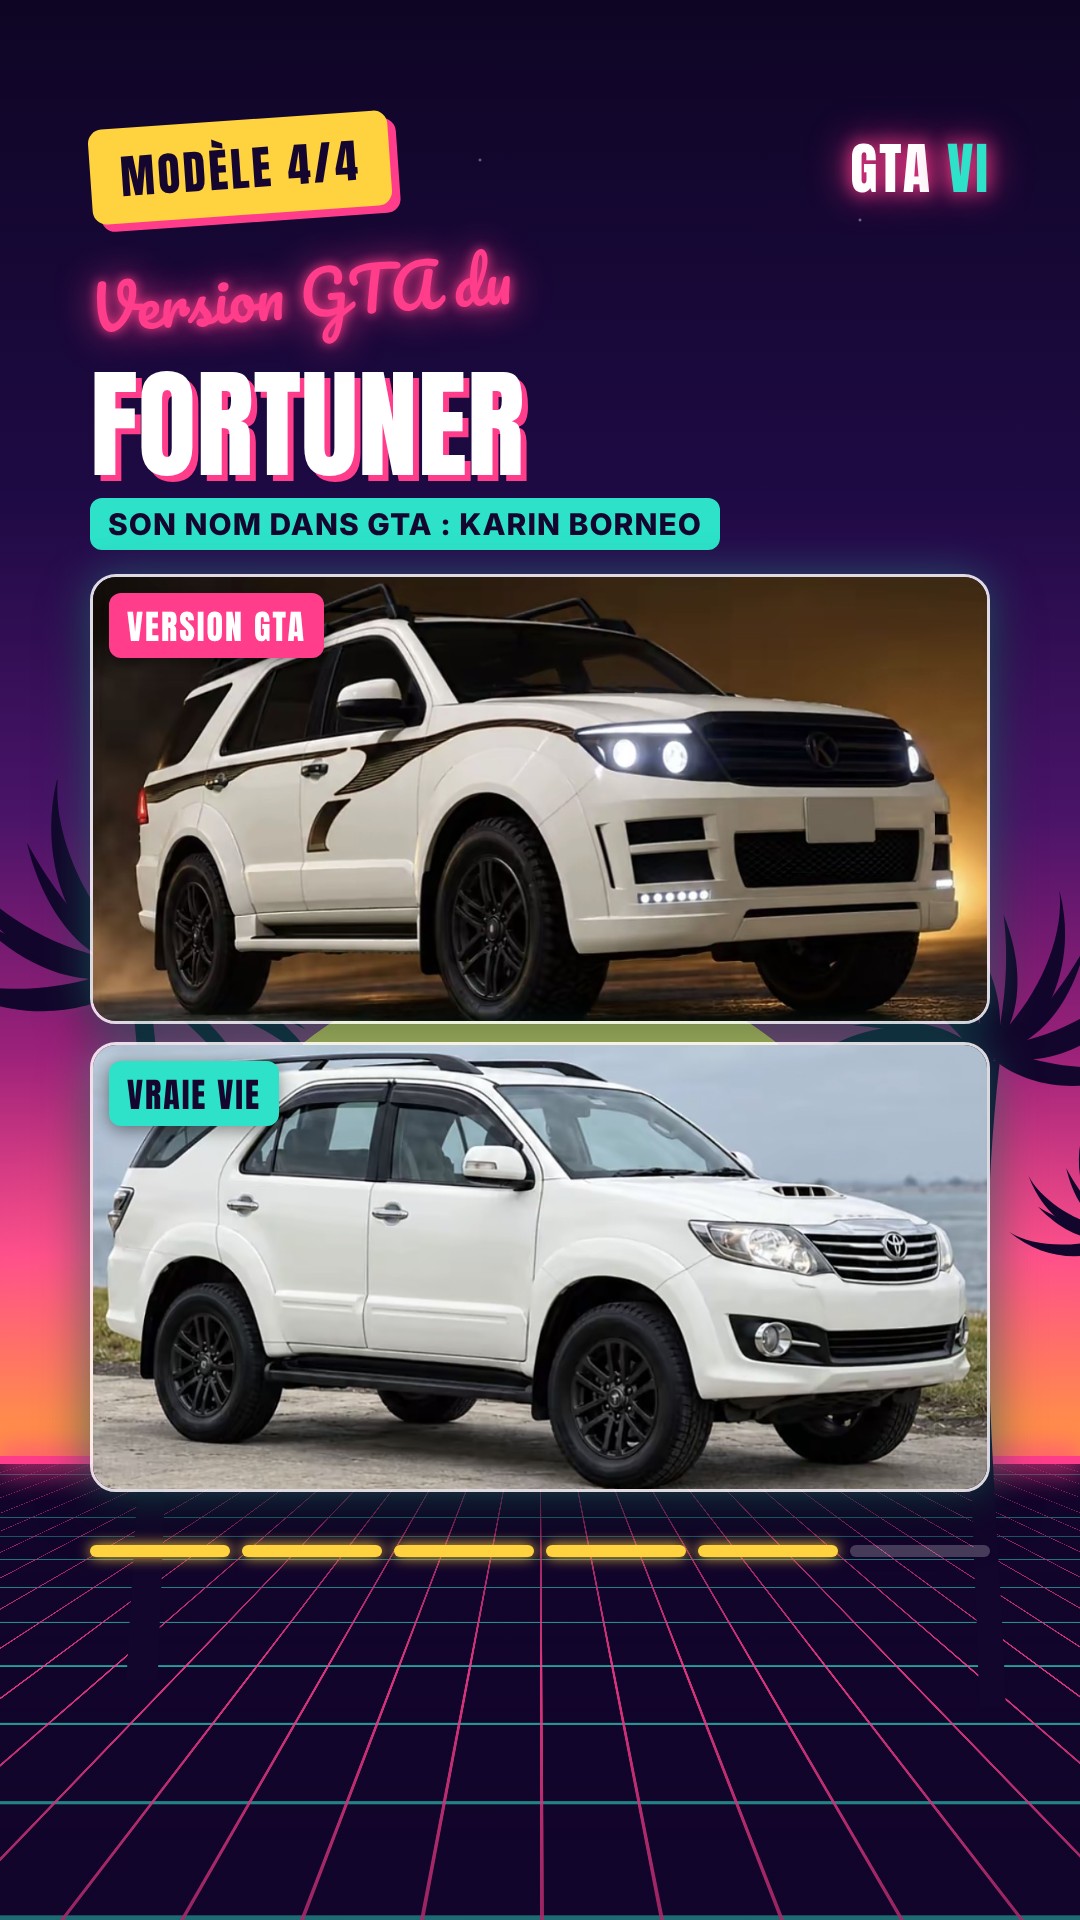 MODÈLE 4/4
GTA VI
Version GTA du
FORTUNER
SON NOM DANS GTA : KARIN BORNEO
VERSION GTA
VRAIE VIE